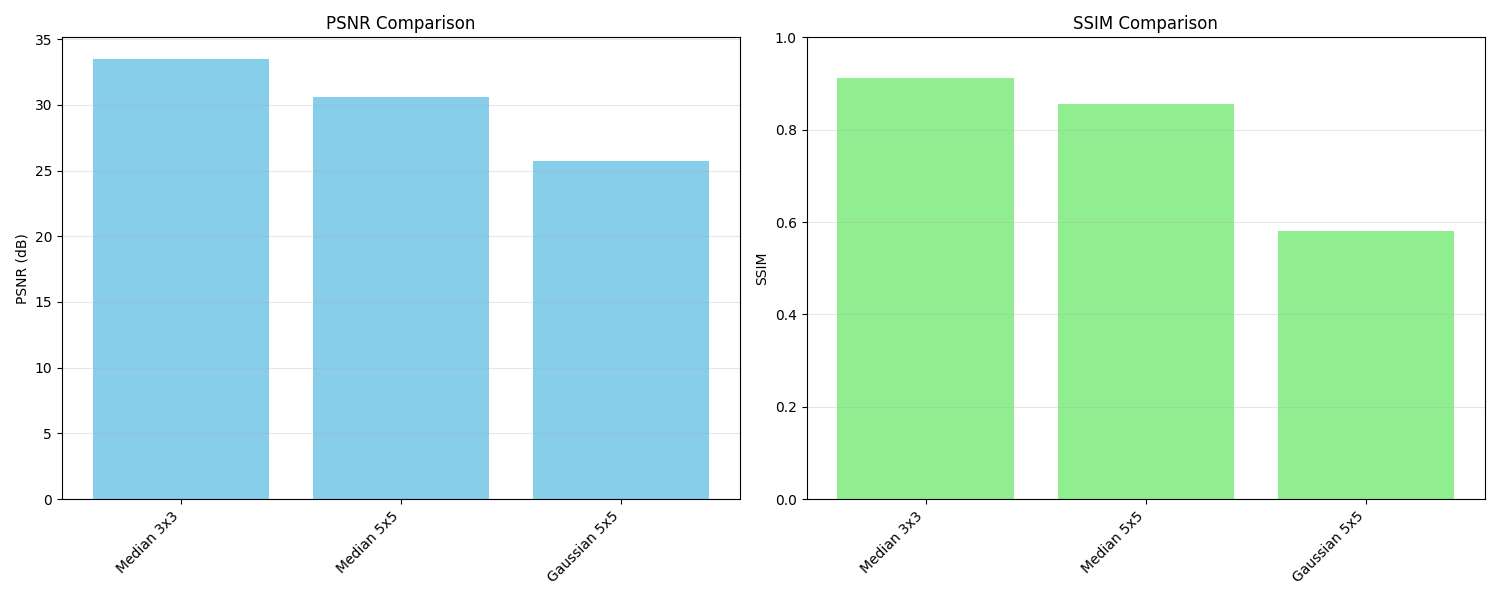 PSNR Comparison
PSNR (dB)
35
30
25
20
15
10
5
0
Median 3x3
Median 5x5
Gaussian 5x5
SSIM Comparison
SSIM
1.0
0.8
0.6
0.4
0.2
0.0
Median 3x3
Median 5x5
Gaussian 5x5